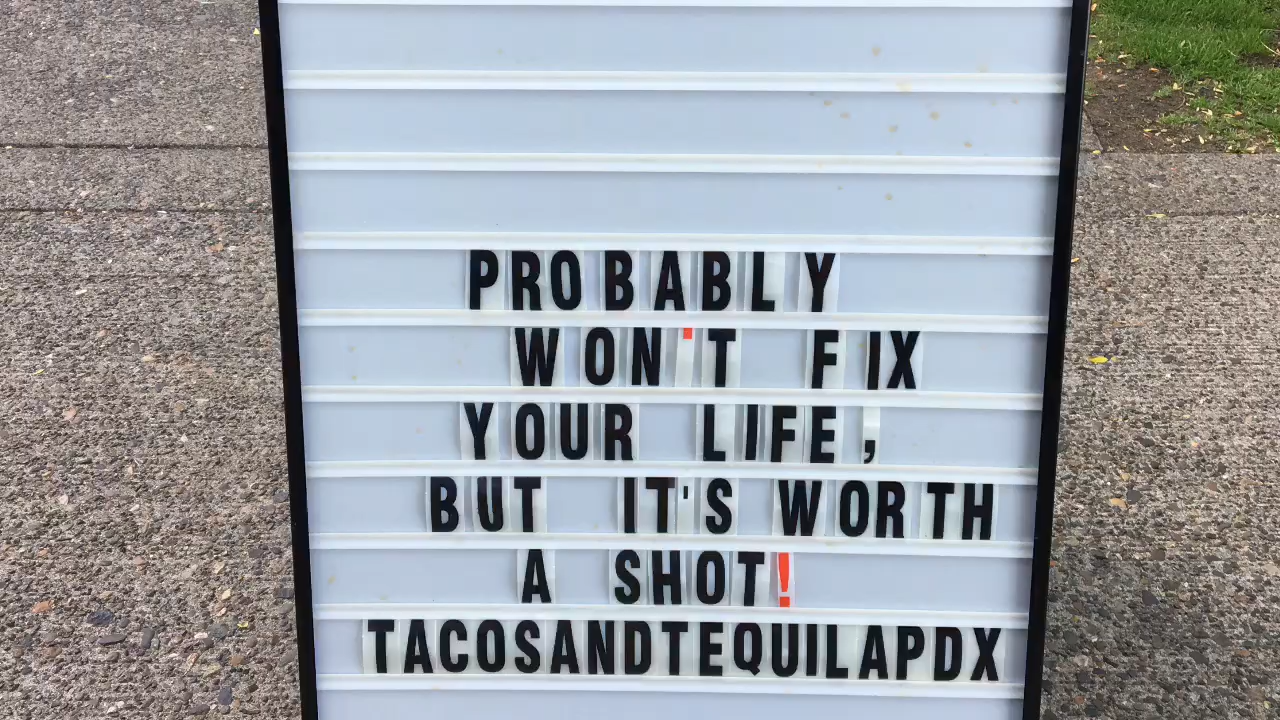 PROBABLY
WON'T FIX
YOUR LIFE,
BUT IT'S WORTH
A SHOT!
TACOSANDTEQUILAPDX